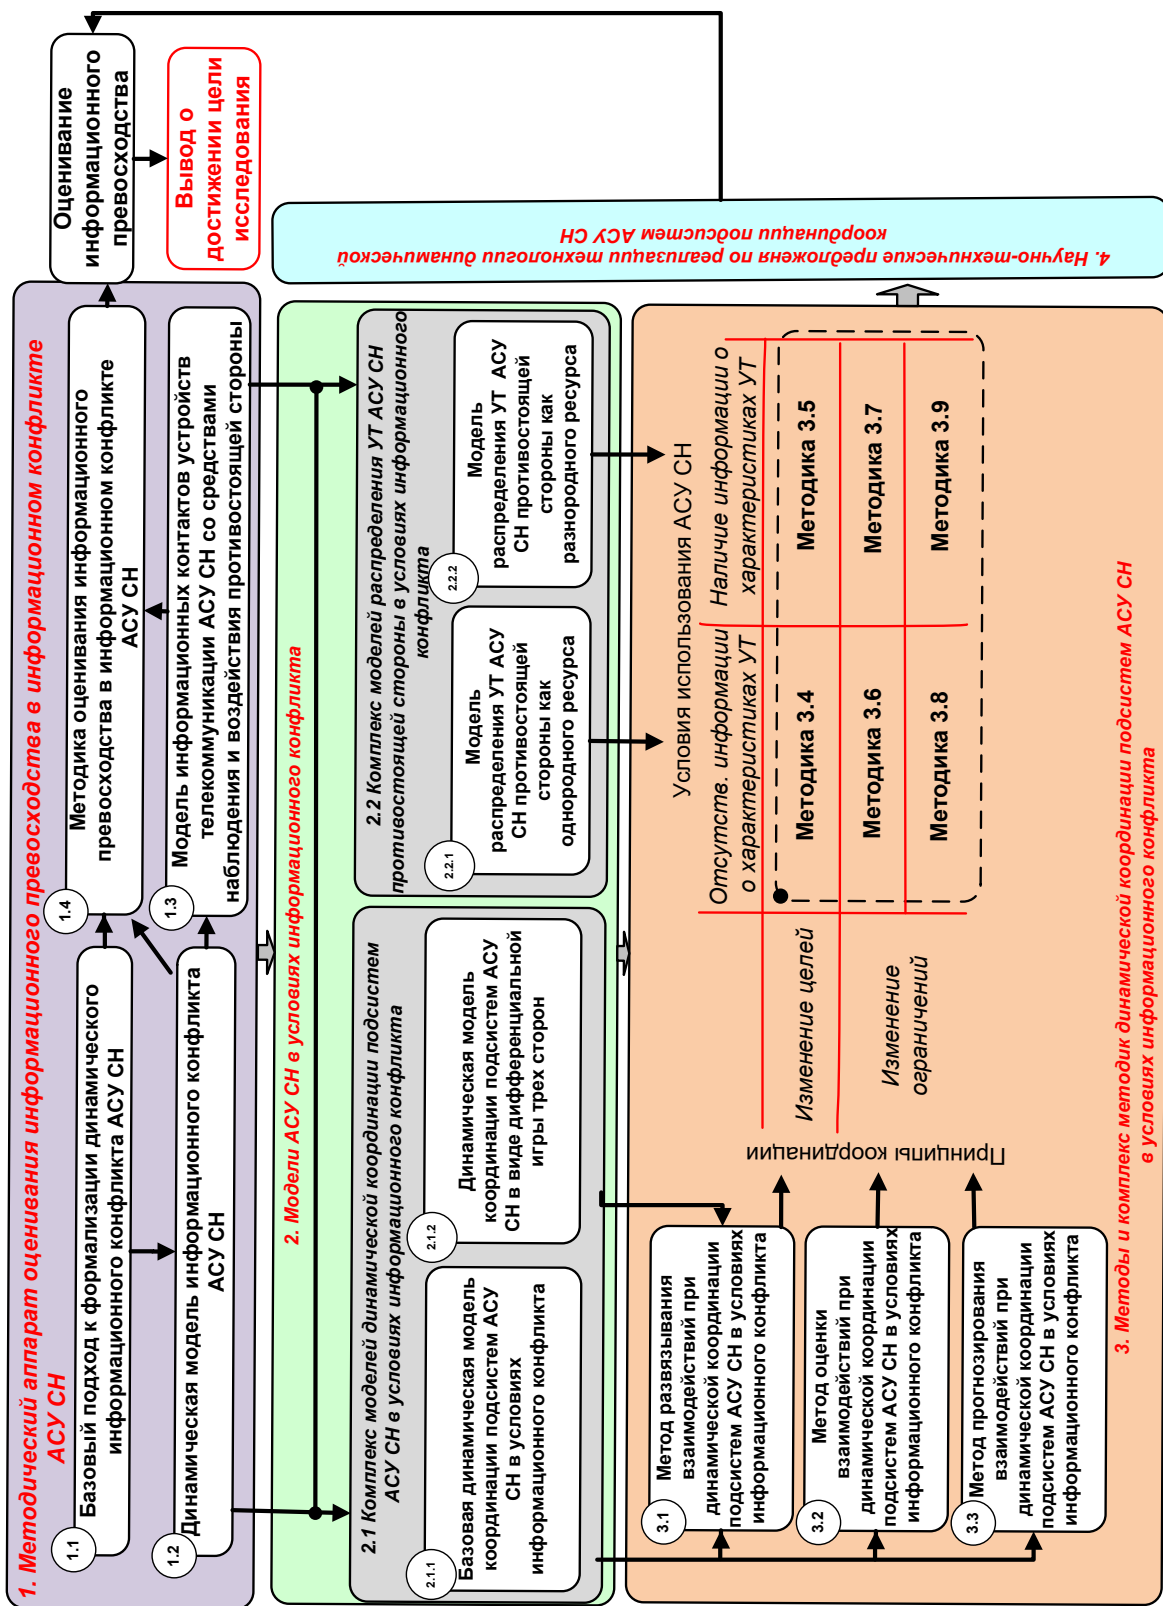 1. Методический аппарат оценивания информационного превосходства в информационном конфликте
АСУ СН
1.1
Базовый подход к формализации динамического
информационного конфликта АСУ СН
1.2
Динамическая модель информационного конфликта
АСУ СН
1.4
Методика оценивания информационного
превосходства в информационном конфликте
АСУ СН
1.3
Модель информационных контактов устройств
телекоммуникации АСУ СН со средствами
наблюдения и воздействия противостоящей стороны
Оценивание
информационного
превосходства
Вывод о
достижении цели
исследования
2. Модели АСУ СН в условиях информационного конфликта
2.1 Комплекс моделей динамической координации подсистем
АСУ СН в условиях информационного конфликта
2.1.1
Базовая динамическая модель
координации подсистем АСУ
СН в условиях
информационного конфликта
2.1.2
Динамическая модель
координации подсистем АСУ
СН в виде дифференциальной
игры трех сторон
2.2 Комплекс моделей распределения УТ АСУ СН
противостоящей стороны в условиях информационного
конфликта
2.2.1
Модель
распределения УТ АСУ
СН противостоящей
стороны как
однородного ресурса
2.2.2
Модель
распределения УТ АСУ
СН противостоящей
стороны как
разнородного ресурса
3.1
Метод развязывания
взаимодействий при
динамической координации
подсистем АСУ СН в условиях
информационного конфликта
3.2
Метод оценки
взаимодействий при
динамической координации
подсистем АСУ СН в условиях
информационного конфликта
3.3
Метод прогнозирования
взаимодействий при
динамической координации
подсистем АСУ СН в условиях
информационного конфликта
Принципы координации
Условия использования АСУ СН
Отсутств. информации
о характеристиках УТ
Наличие информации о
характеристиках УТ
Изменение целей
Методика 3.4
Методика 3.5
Изменение
ограничений
Методика 3.6
Методика 3.7
Методика 3.8
Методика 3.9
3. Методы и комплекс методик динамической координации подсистем АСУ СН
в условиях информационного конфликта
4. Научно-технические предложеня по реализации технологии динамической
координации подсистем АСУ СН